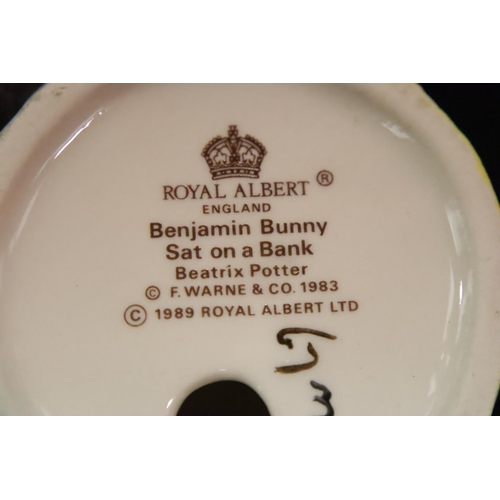 ROYAL ALBERT ®
ENGLAND
Benjamin Bunny
Sat on a Bank
Beatrix Potter
© F. WARNE & CO. 1983
© 1989 ROYAL ALBERT LTD